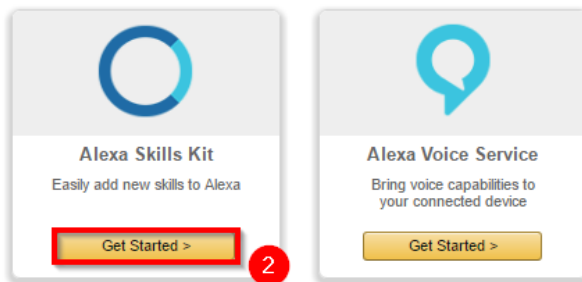 Alexa Skills Kit
Easily add new skills to Alexa
Get Started >
2
Alexa Voice Service
Bring voice capabilities to
your connected device
Get Started >